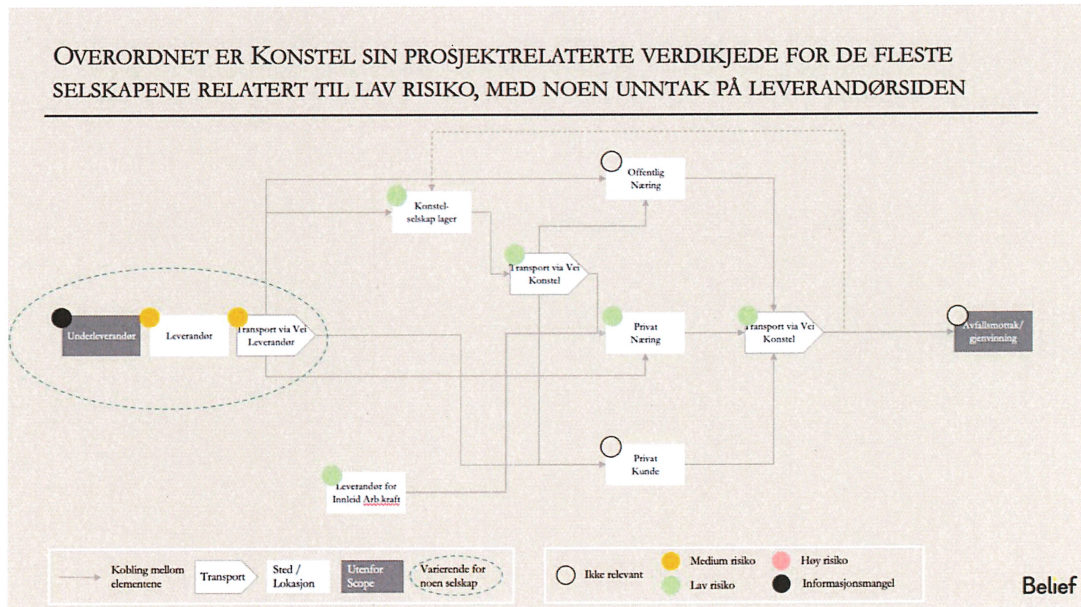 OVERORDNET ER KONSTEL SIN PROSJEKTRELATERTE VERDIKJEDE FOR DE FLESTE
SELSKAPENE RELATERT TIL LAV RISIKO, MED NOEN UNNTAK PÅ LEVERANDØRSIDEN
Offentlig
Næring
Konstel-
selskap lager
Transport via Vei
Konstel
Underleverandør
Leverandør
Transport via Vei
Leverandør
Privat
Næring
Transport via Vei
Konstel
Avfallsmottak/
gjenvinning
Privat
Kunde
Leverandør for
Innleid Arb.kraft
Kobling mellom
elementene
Transport
Sted /
Lokasjon
Utenfor
Scope
Varierende for
noen selskap
Ikke relevant
Medium risiko
Lav risiko
Høy risiko
Informasjonsmangel
Belief